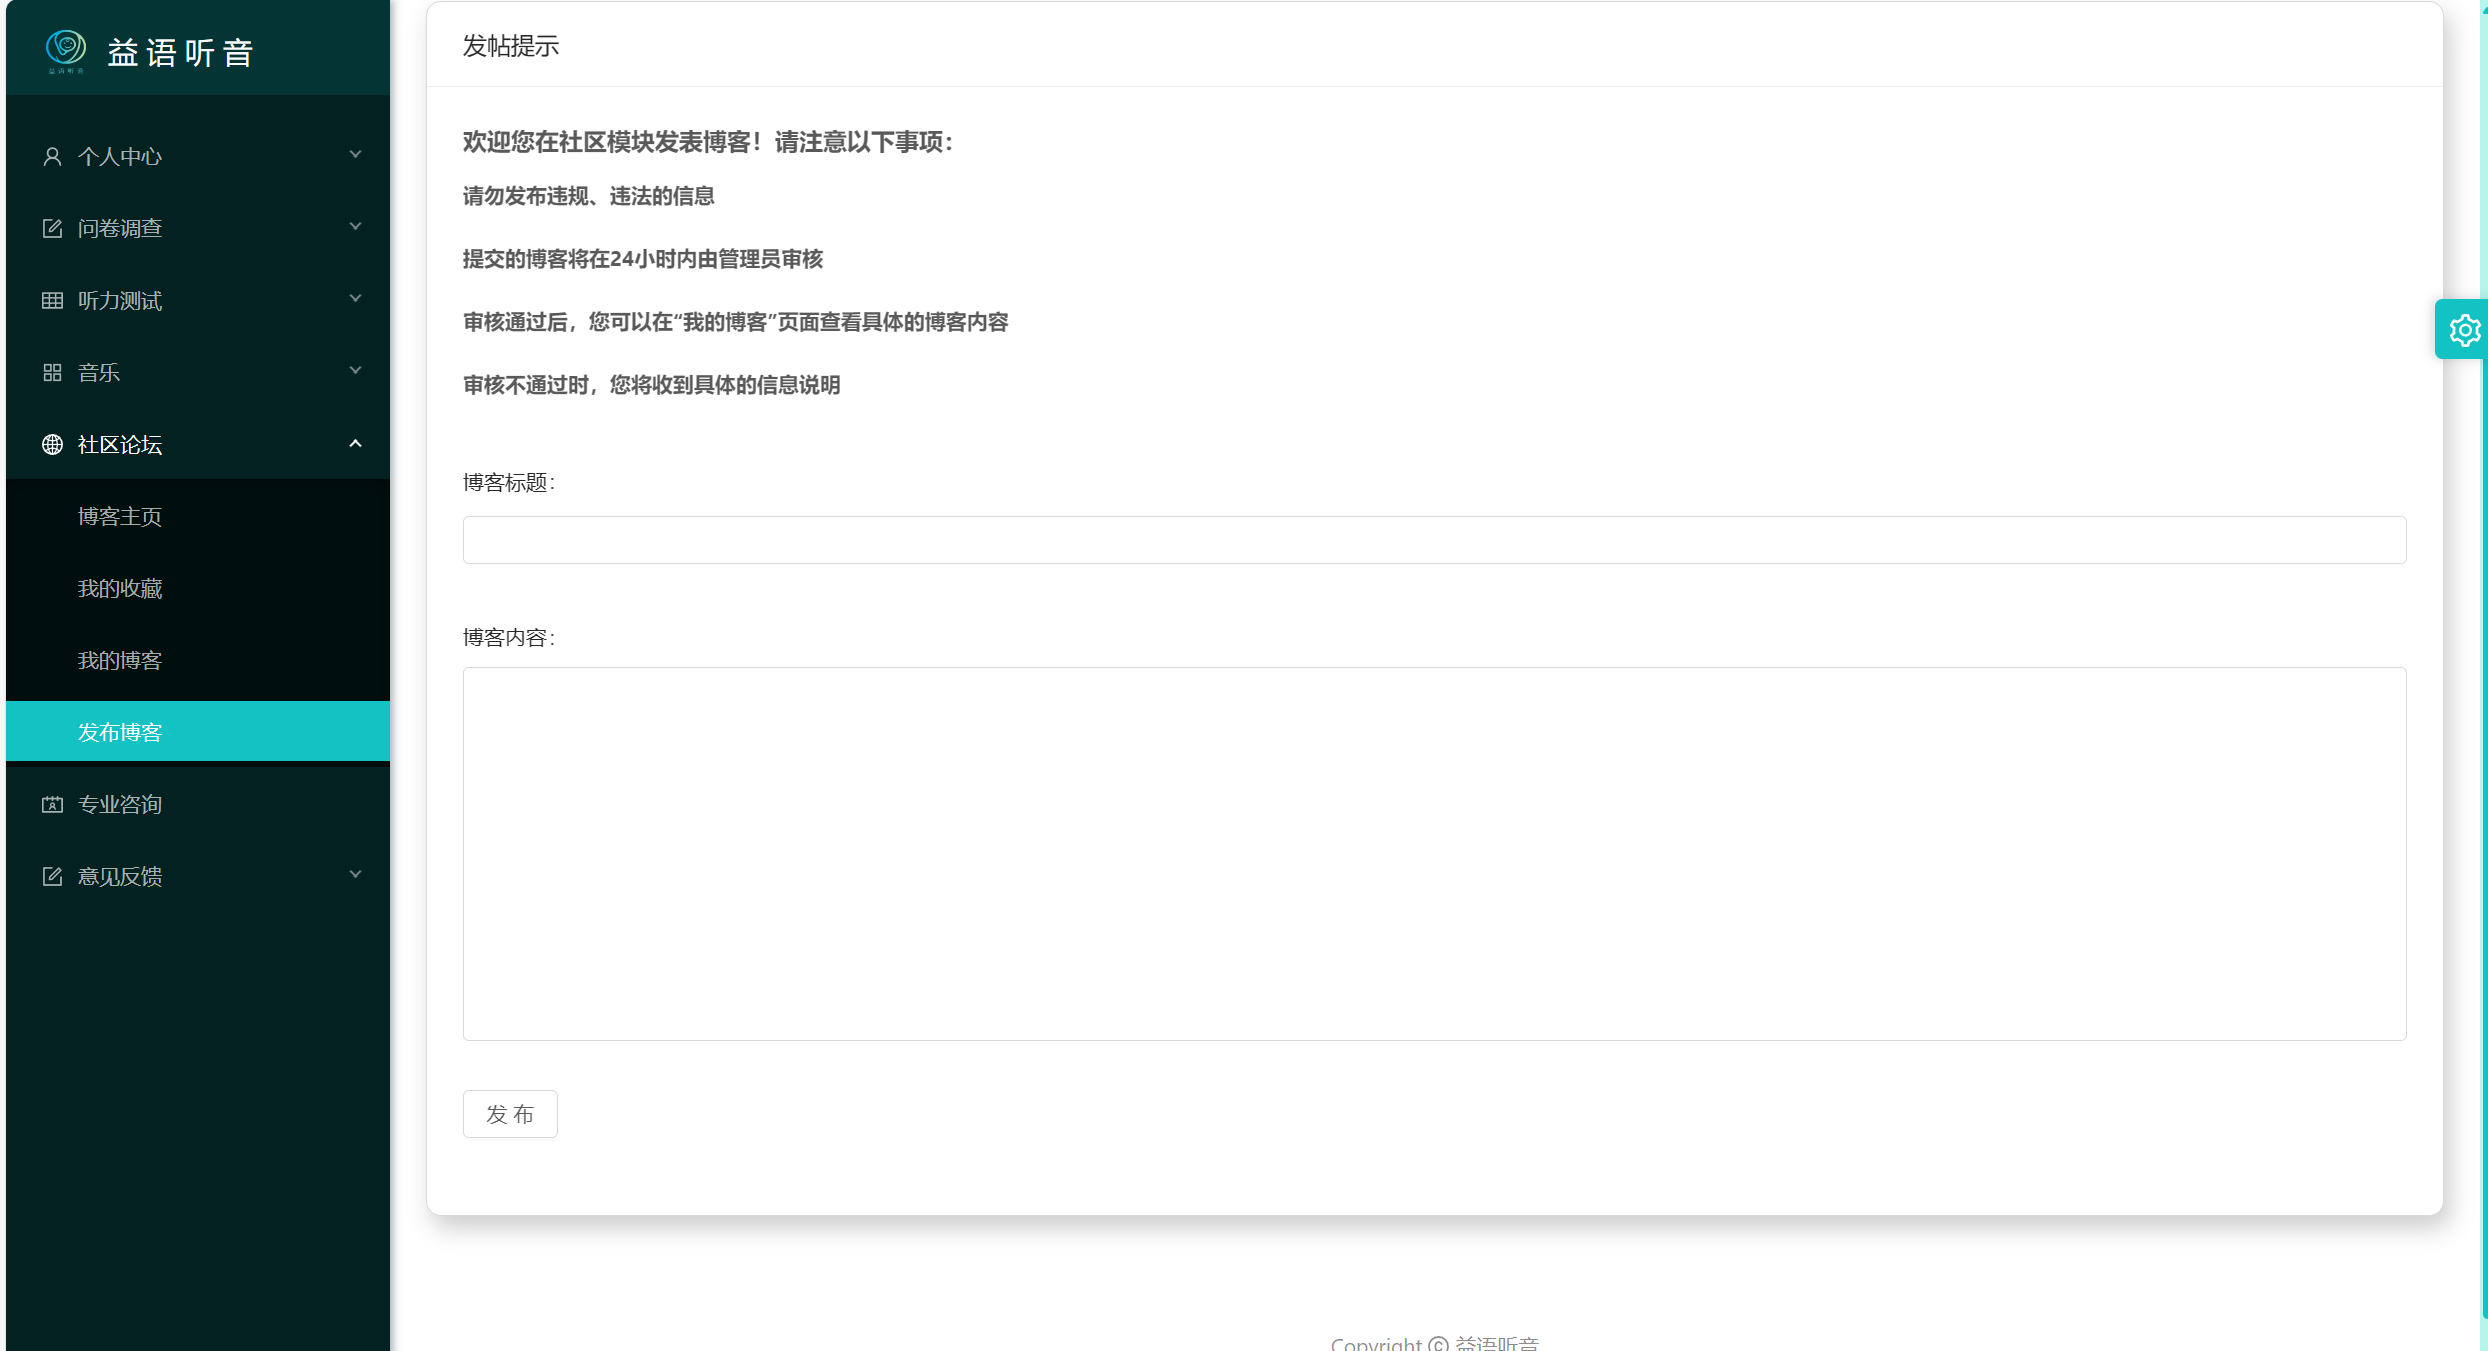 益语听音
益语听音
个人中心
问卷调查
听力测试
音乐
社区论坛
博客主页
我的收藏
我的博客
发布博客
专业咨询
意见反馈
发帖提示
欢迎您在社区模块发表博客！请注意以下事项：
请勿发布违规、违法的信息
提交的博客将在24小时内由管理员审核
审核通过后，您可以在“我的博客”页面查看具体的博客内容
审核不通过时，您将收到具体的信息说明
博客标题：
博客内容：
发 布
Copyright © 益语听音